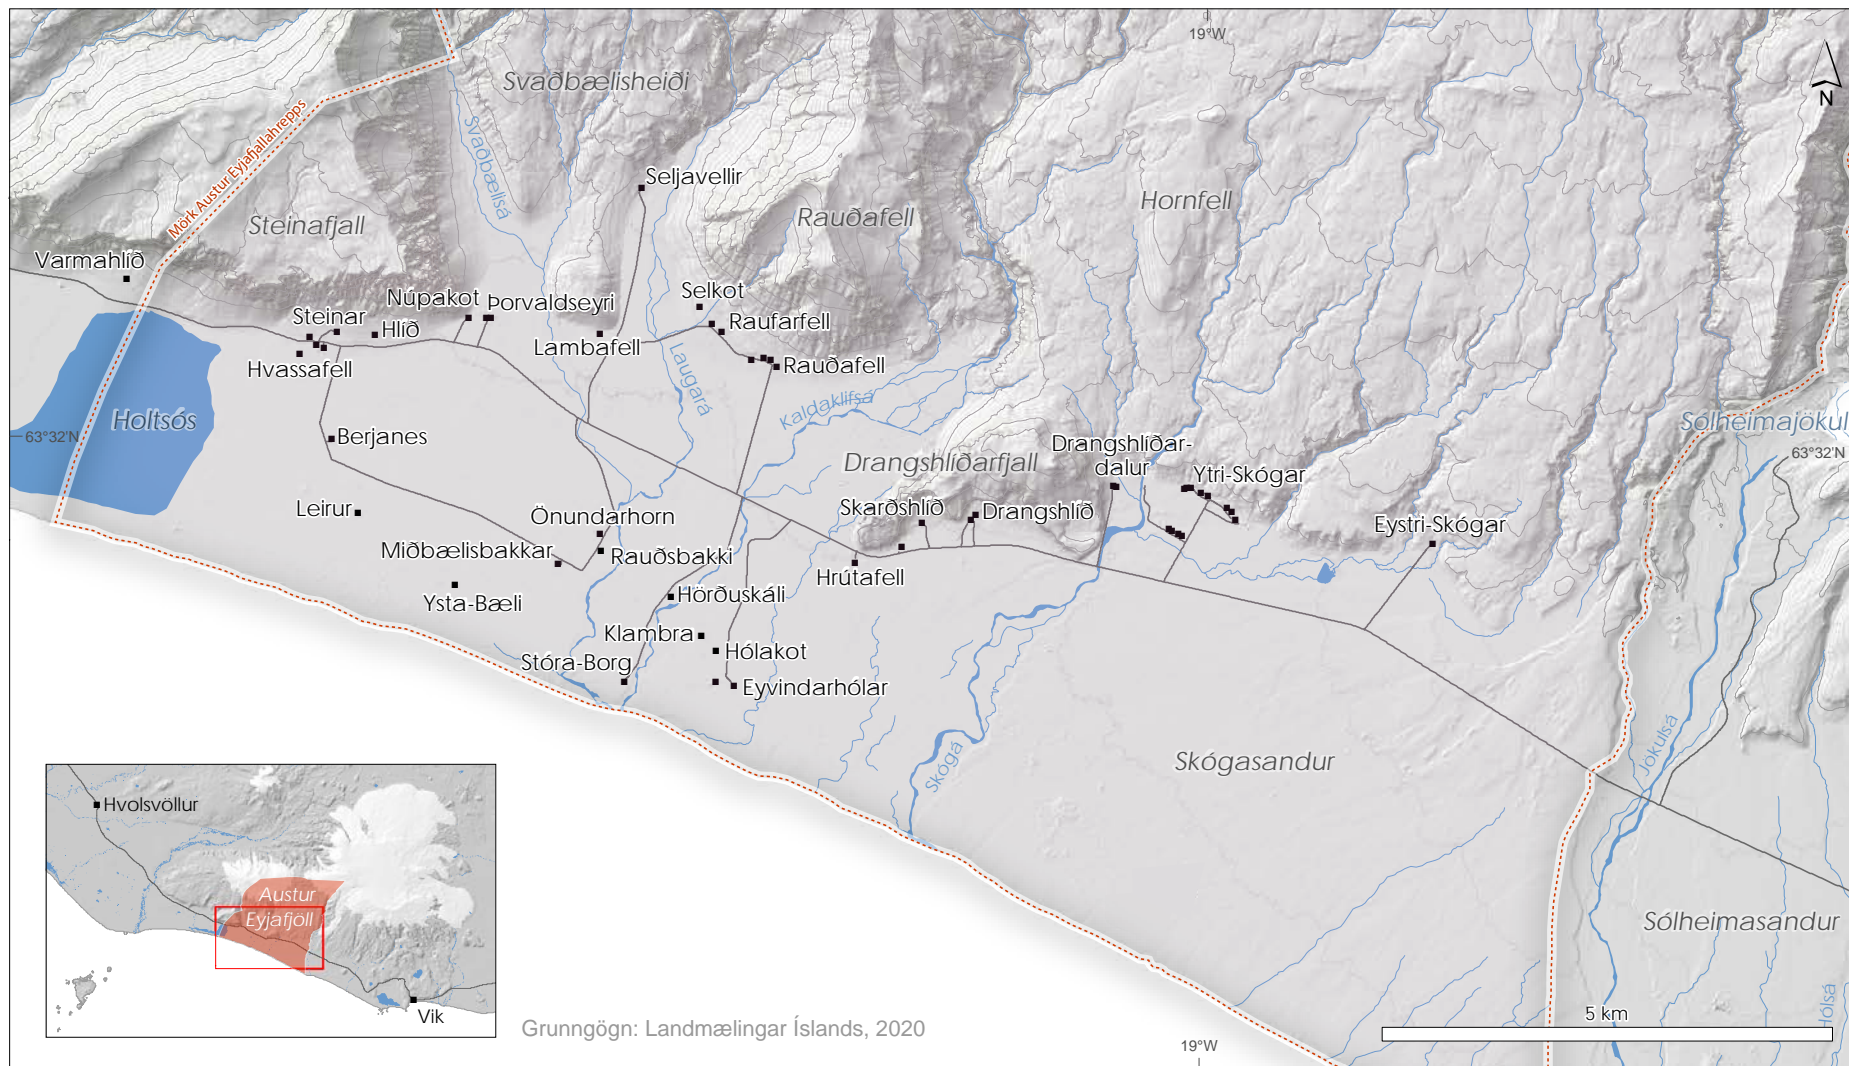 19°W
N
Svaðbælisheiði
Mörk Austur Eyjafjallahrepps
Svaðbælisá
Seljavellir
Steinafjall
Rauðafell
Hornfell
Varmahlíð
Núpakot
Þorvaldseyri
Selkot
Steinar
Hlíð
Raufarfell
Lambafell
Hvassafell
Rauðafell
Laugará
Kaldaklifsá
Holtsós
63°32'N
Berjanes
Sólheimajökul
63°32'N
Drangshlíðarfjall
Drangshlíðar-
dalur
Ytri-Skógar
Leirur
Önundarhorn
Skarðshlíð
Drangshlíð
Eystri-Skógar
Miðbælisbakkar
Rauðsbakki
Hrútafell
Ysta-Bæli
Hörðuskáli
Klambra
Hólakot
Stóra-Borg
Eyvindarhólar
Skógá
Skógasandur
Jökulsá
Hvolsvöllur
Austur
Eyjafjöll
Vik
Sólheimasandur
Hólsá
5 km
Grunngögn: Landmælingar Íslands, 2020
19°W